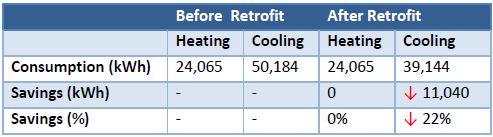 Before Retrofit After Retrofit
Heating Cooling Heating Cooling
Consumption (kWh) 24,065 50,184 24,065 39,144
Savings (kWh) - - 0 ↓ 11,040
Savings (%) - - 0% ↓ 22%